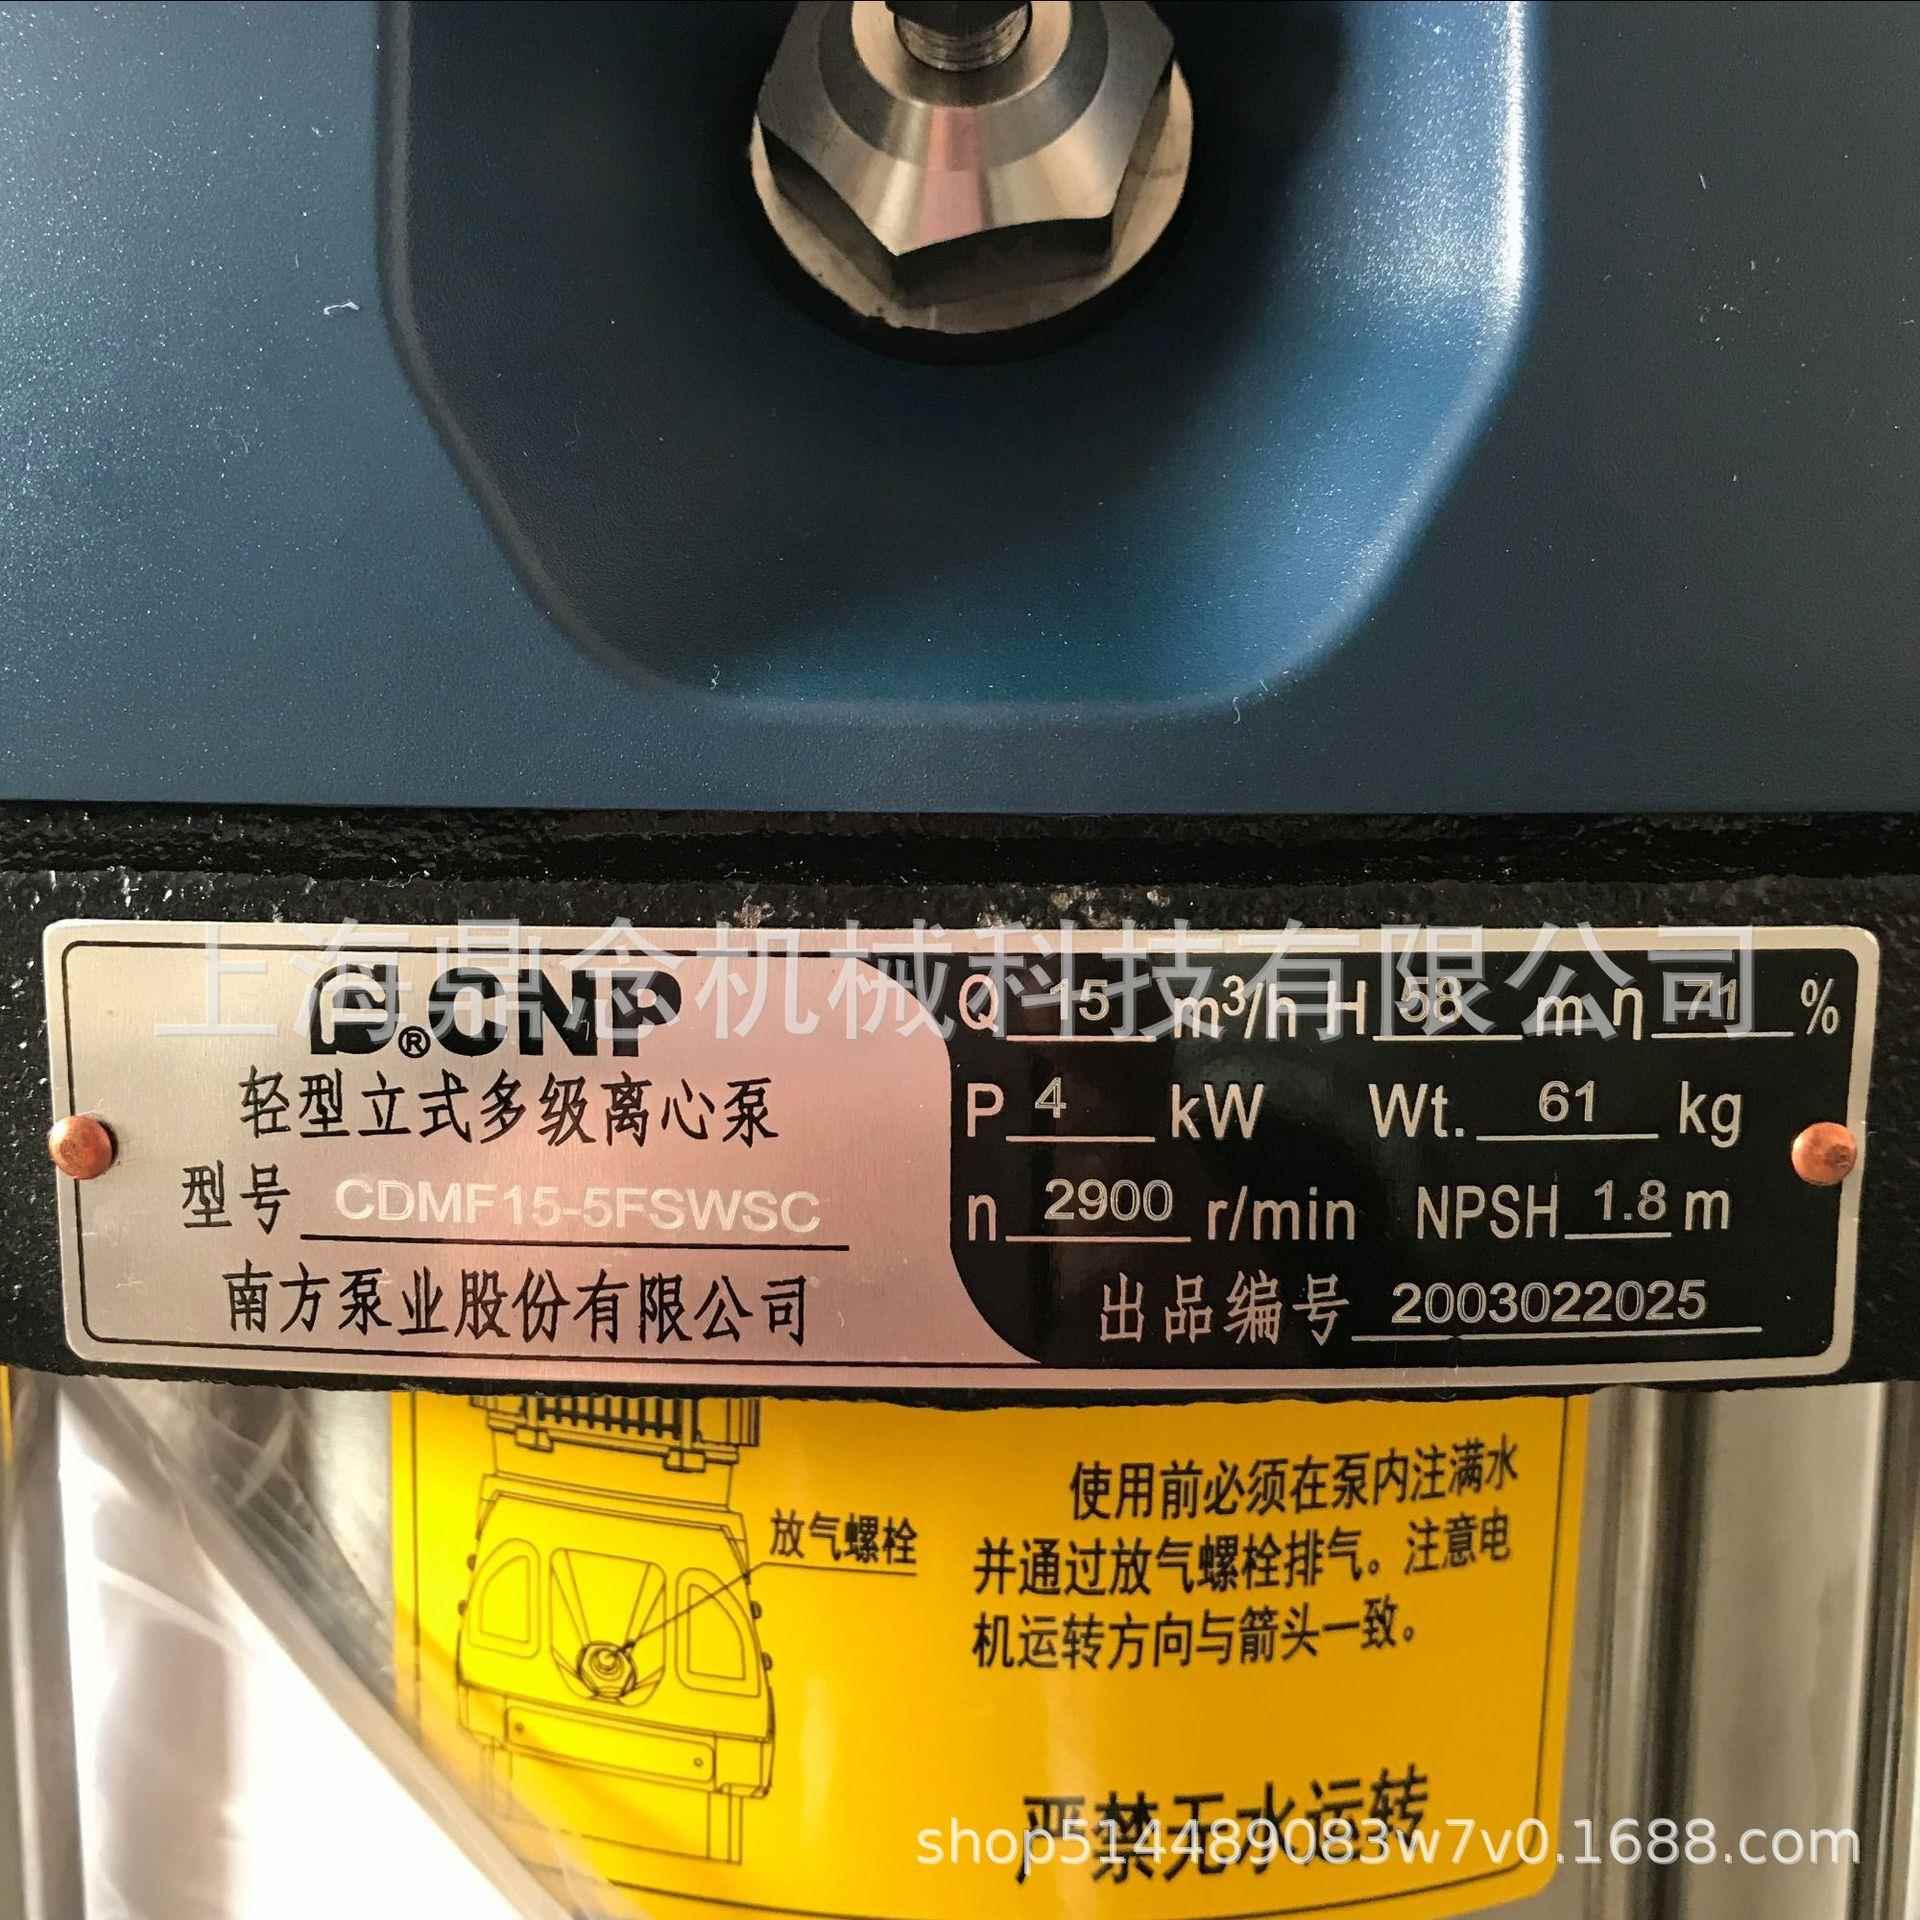 上海鼎念机械科技有限公司
®CNP
轻型立式多级离心泵
型号 CDMF15-5FSWSC
南方泵业股份有限公司
Q 15 m³/h H 58 m η 71 %
P 4 kW Wt. 61 kg
n 2900 r/min NPSH 1.8 m
出品编号 2003022025
放气螺栓
使用前必须在泵内注满水
并通过放气螺栓排气。注意电
机运转方向与箭头一致。
严禁无水运转
shop514489083w7v0.1688.com